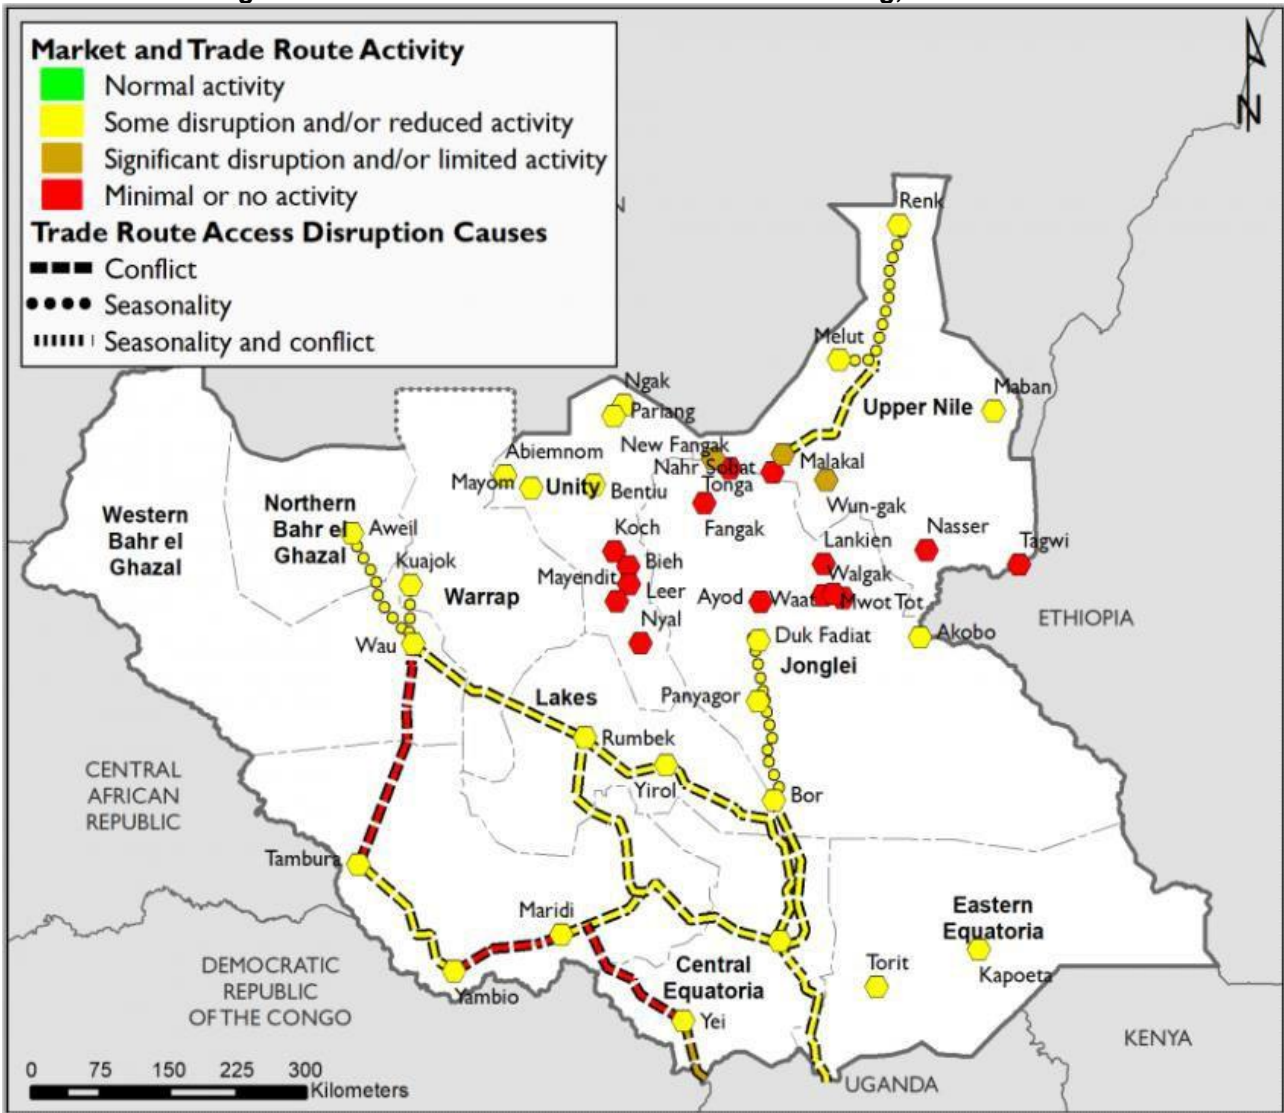 Market and Trade Route Activity
Normal activity
Some disruption and/or reduced activity
Significant disruption and/or limited activity
Minimal or no activity
Trade Route Access Disruption Causes
Conflict
Seasonality
Seasonality and conflict
N
Renk
Melut
Maban
Upper Nile
Ngak
Pariang
New Fangak
Abiemnom
Nahr Sobat
Malakal
Mayom
Unity
Bentiu
Tonga
Wun-gak
Fangak
Northern
Bahr el
Ghazal
Western
Bahr el
Ghazal
Aweil
Koch
Lankien
Nasser
Tagwi
Kuajok
Bieh
Mayendit
Walgak
Warrap
Leer
Ayod
Waat
Mwot Tot
Nyal
ETHIOPIA
Wau
Duk Fadiat
Akobo
Jonglei
Lakes
Panyagor
Rumbek
CENTRAL
AFRICAN
REPUBLIC
Yirol
Bor
Tambura
Maridi
Eastern
Equatoria
Kapoeta
Central
Equatoria
Torit
DEMOCRATIC
REPUBLIC
OF THE CONGO
Yambio
Yei
KENYA
UGANDA
0 75 150 225 300
Kilometers